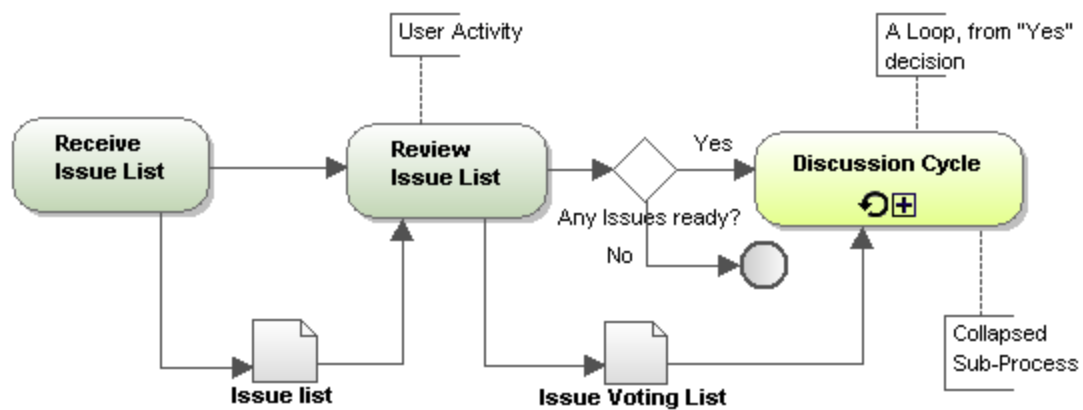 User Activity
A Loop, from "Yes"
decision
Receive
Issue List
Review
Issue List
Yes
Discussion Cycle
Any Issues ready?
No
Collapsed
Sub-Process
Issue list
Issue Voting List